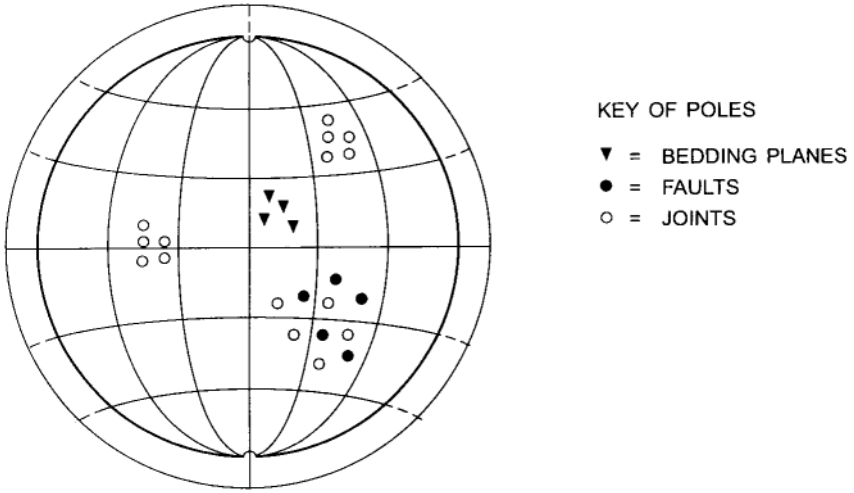 KEY OF POLES
▼ = BEDDING PLANES
● = FAULTS
○ = JOINTS